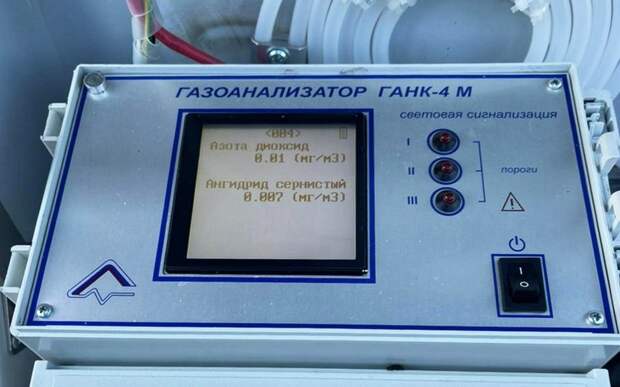 ГАЗОАНАЛИЗАТОР ГАНК-4 М
<004>
Азота диоксид
0.01 (мг/м3)
Ангидрид сернистый
0.007 (мг/м3)
световая сигнализация
I
II
III
пороги
I
O